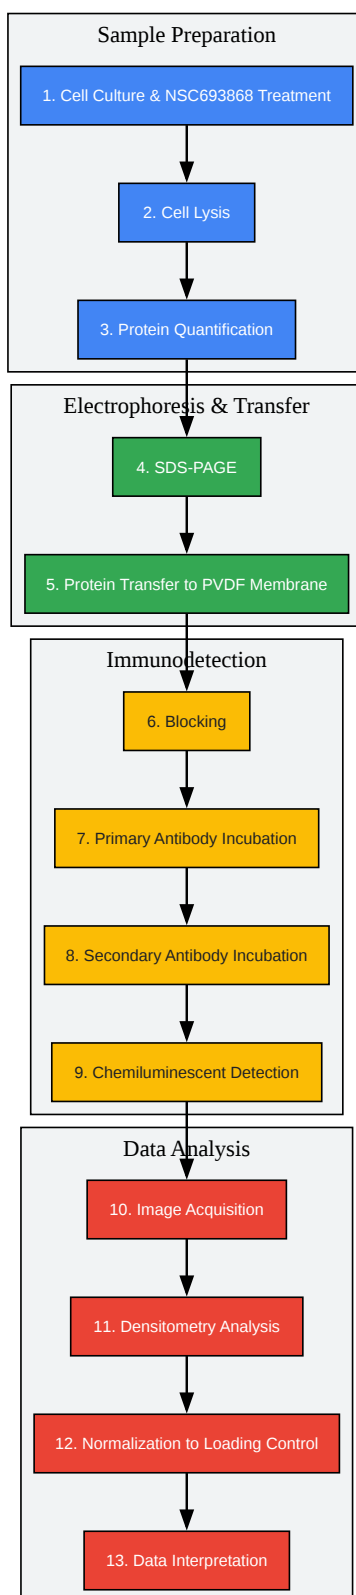 Sample Preparation
1. Cell Culture & NSC693868 Treatment
2. Cell Lysis
3. Protein Quantification
Electrophoresis & Transfer
4. SDS-PAGE
5. Protein Transfer to PVDF Membrane
Immunodetection
6. Blocking
7. Primary Antibody Incubation
8. Secondary Antibody Incubation
9. Chemiluminescent Detection
Data Analysis
10. Image Acquisition
11. Densitometry Analysis
12. Normalization to Loading Control
13. Data Interpretation